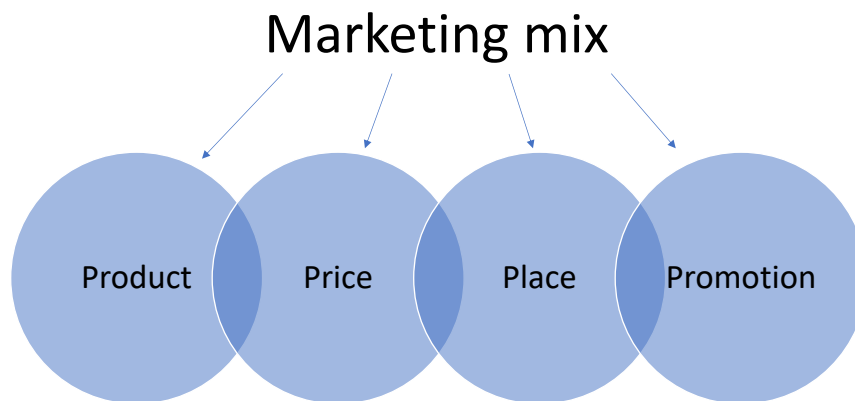 Marketing mix
Product
Price
Place
Promotion